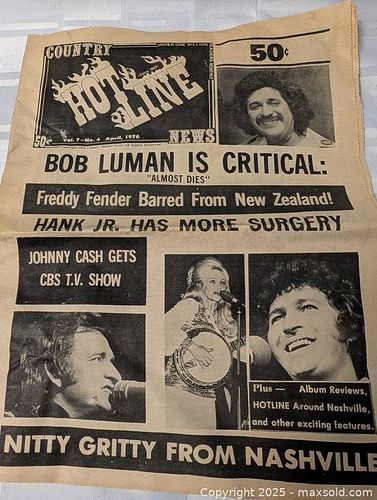 COUNTRY
UNDER ONE MILLION
HOT LINE
50¢
50¢
Vol. 7 - No. 4 April, 1976
NEWS
BOB LUMAN IS CRITICAL:
"ALMOST DIES"
Freddy Fender Barred From New Zealand!
HANK JR. HAS MORE SURGERY
JOHNNY CASH GETS
CBS T.V. SHOW
Plus — Album Reviews,
HOTLINE Around Nashville,
and other exciting features.
NITTY GRITTY FROM NASHVILLE
Copyright © 2025 - maxsold.com